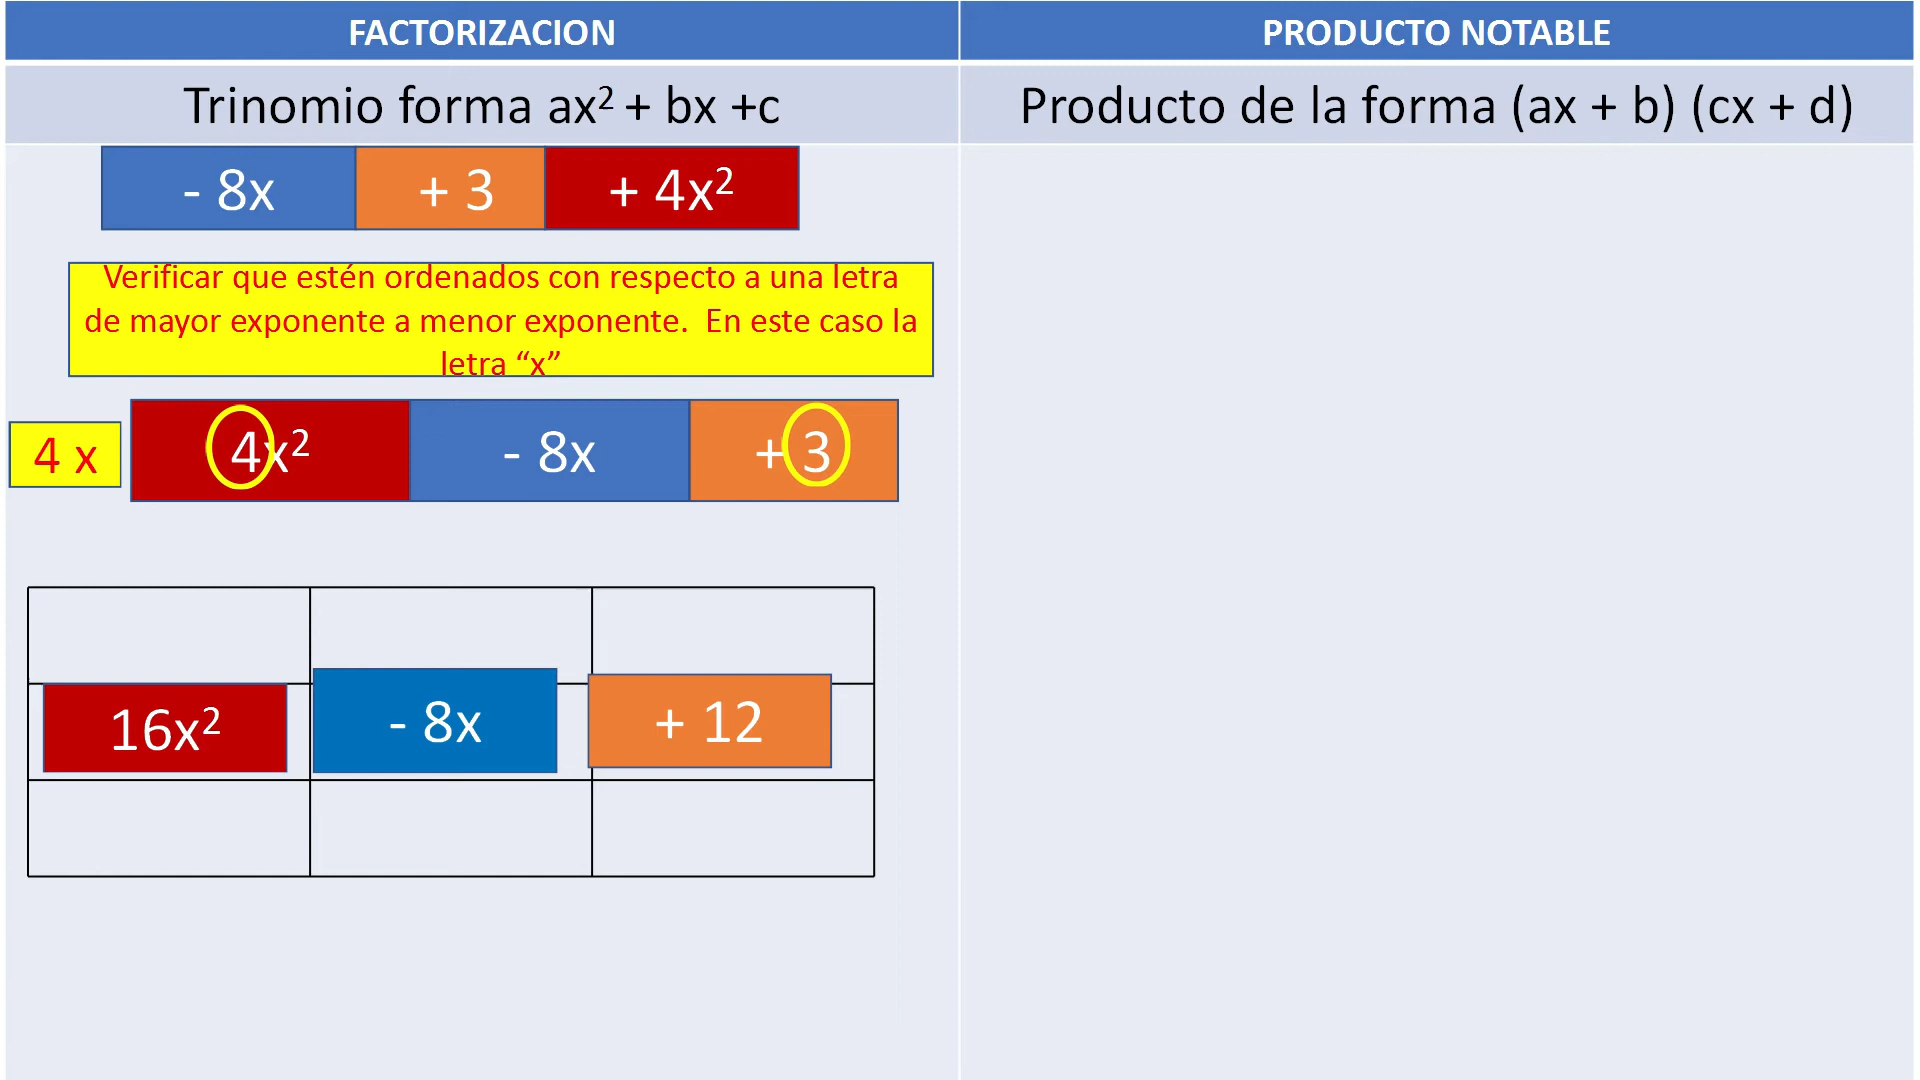 FACTORIZACION
PRODUCTO NOTABLE
Trinomio forma ax² + bx +c
Producto de la forma (ax + b) (cx + d)
- 8x + 3 + 4x²
Verificar que estén ordenados con respecto a una letra
de mayor exponente a menor exponente. En este caso la
letra “x”
4 x 4x² - 8x + 3
16x² - 8x + 12